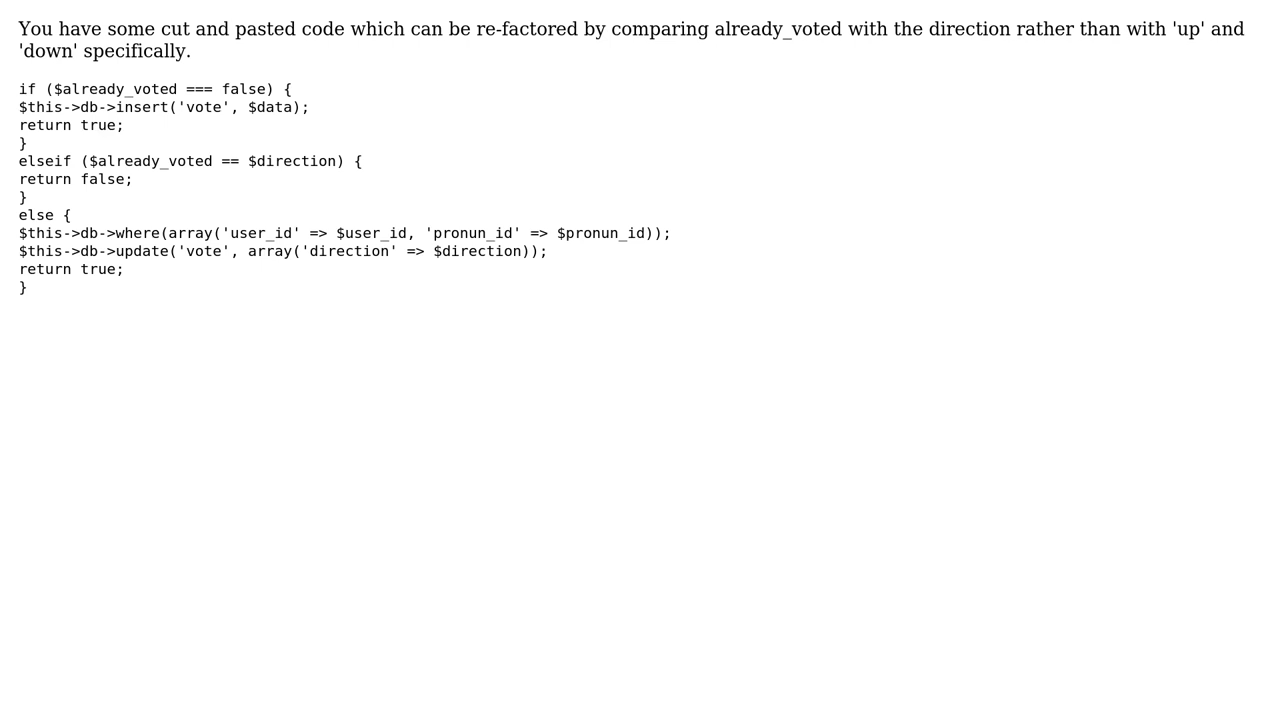 You have some cut and pasted code which can be re-factored by comparing already_voted with the direction rather than with 'up' and
'down' specifically.
if ($already_voted === false) {
$this->db->insert('vote', $data);
return true;
}
elseif ($already_voted == $direction) {
return false;
}
else {
$this->db->where(array('user_id' => $user_id, 'pronun_id' => $pronun_id));
$this->db->update('vote', array('direction' => $direction));
return true;
}